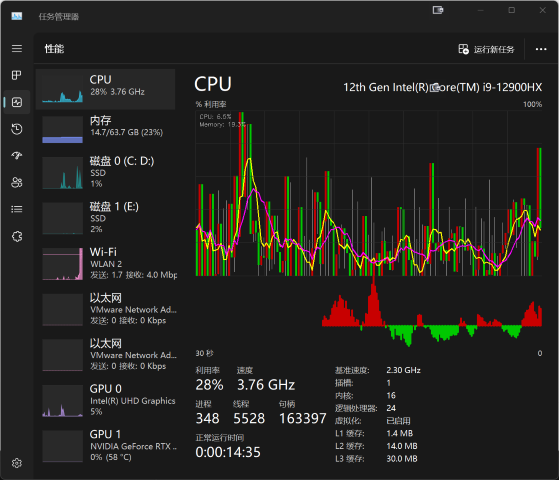 任务管理器
性能
运行新任务
CPU
28% 3.76 GHz
内存
14.7/63.7 GB (23%)
磁盘 0 (C: D:)
SSD
1%
磁盘 1 (E:)
SSD
2%
Wi-Fi
WLAN 2
发送: 1.7 接收: 4.0 Mbp
以太网
VMware Network Ad...
发送: 0 接收: 0 Kbps
以太网
VMware Network Ad...
发送: 0 接收: 0 Kbps
GPU 0
Intel(R) UHD Graphics
5%
GPU 1
NVIDIA GeForce RTX ...
0% (58 °C)
CPU
12th Gen Intel(R) Core(TM) i9-12900HX
% 利用率
100%
CPU: 6.0%
Memory: 19.3%
30 秒
0
利用率
速度
28%
3.76 GHz
进程
线程
句柄
348
5528
163397
正常运行时间
0:00:14:35
基准速度: 2.30 GHz
插槽: 1
内核: 16
逻辑处理器: 24
虚拟化: 已启用
L1 缓存: 1.4 MB
L2 缓存: 14.0 MB
L3 缓存: 30.0 MB